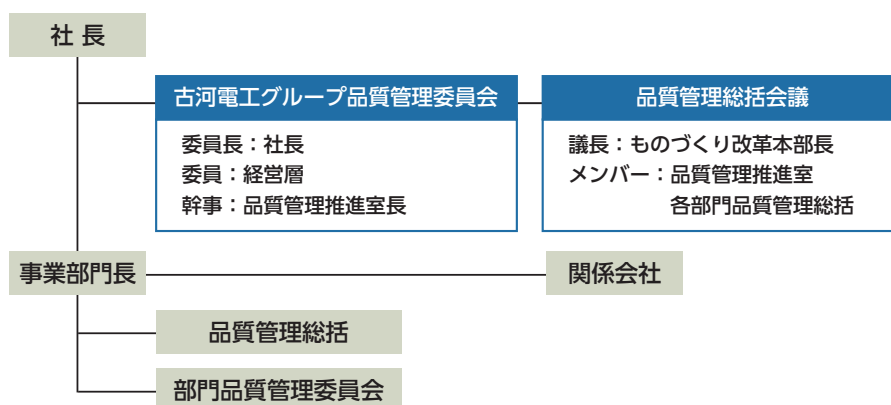 社 長
古河電工グループ品質管理委員会
委員長：社長
委員：経営層
幹事：品質管理推進室長
品質管理総括会議
議長：ものづくり改革本部長
メンバー：品質管理推進室
各部門品質管理総括
事業部門長
関係会社
品質管理総括
部門品質管理委員会